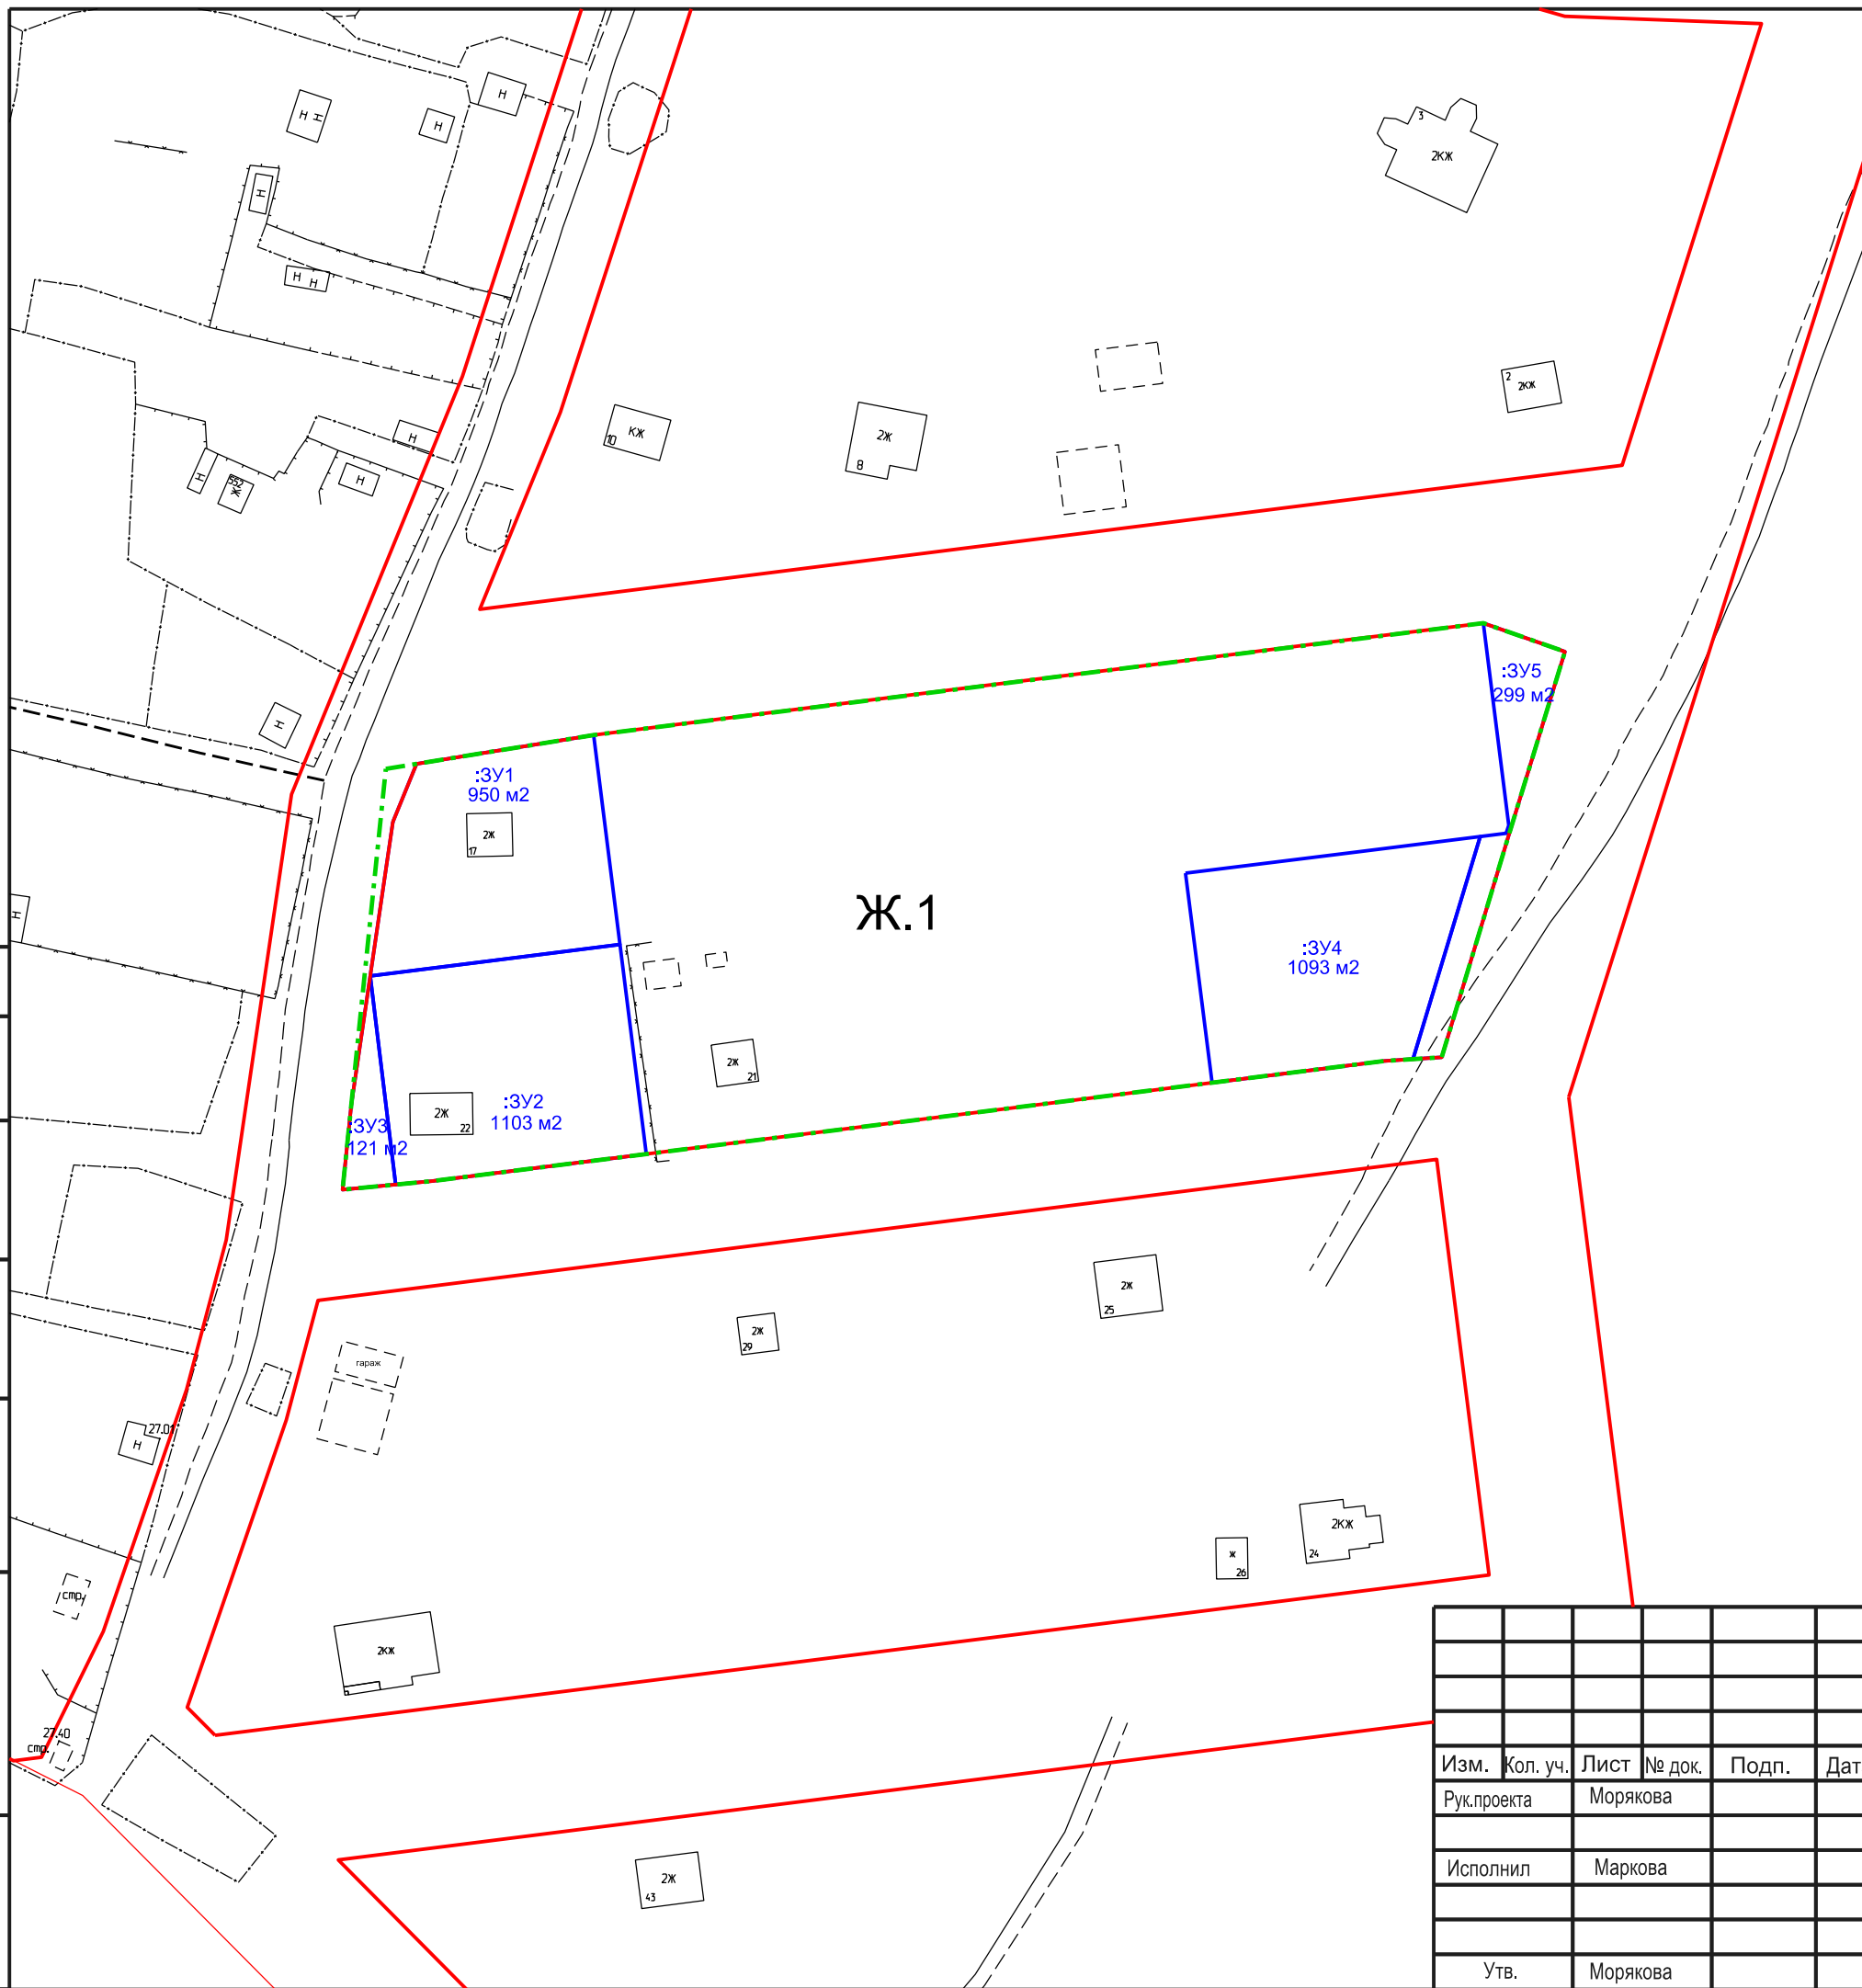 Н
Н
Н
Н
3
2КЖ
Н
Н
Н
2
2КЖ
КЖ
10
2Ж
8
Н
Н
Н
552
Ж
Н
:ЗУ5
299 м2
:ЗУ1
950 м2
2Ж
17
Ж.1
Н
:ЗУ4
1093 м2
2Ж
21
:ЗУ2
1103 м2
2Ж
22
:ЗУ3
121 м2
2Ж
25
2Ж
29
гараж
27.01
Н
2КЖ
24
Ж
26
стр.
2КЖ
27.40
стр.
2Ж
43
Изм. Кол. уч. Лист № док. Подп. Дат
Рук.проекта Морякова
Исполнил Маркова
Утв. Морякова